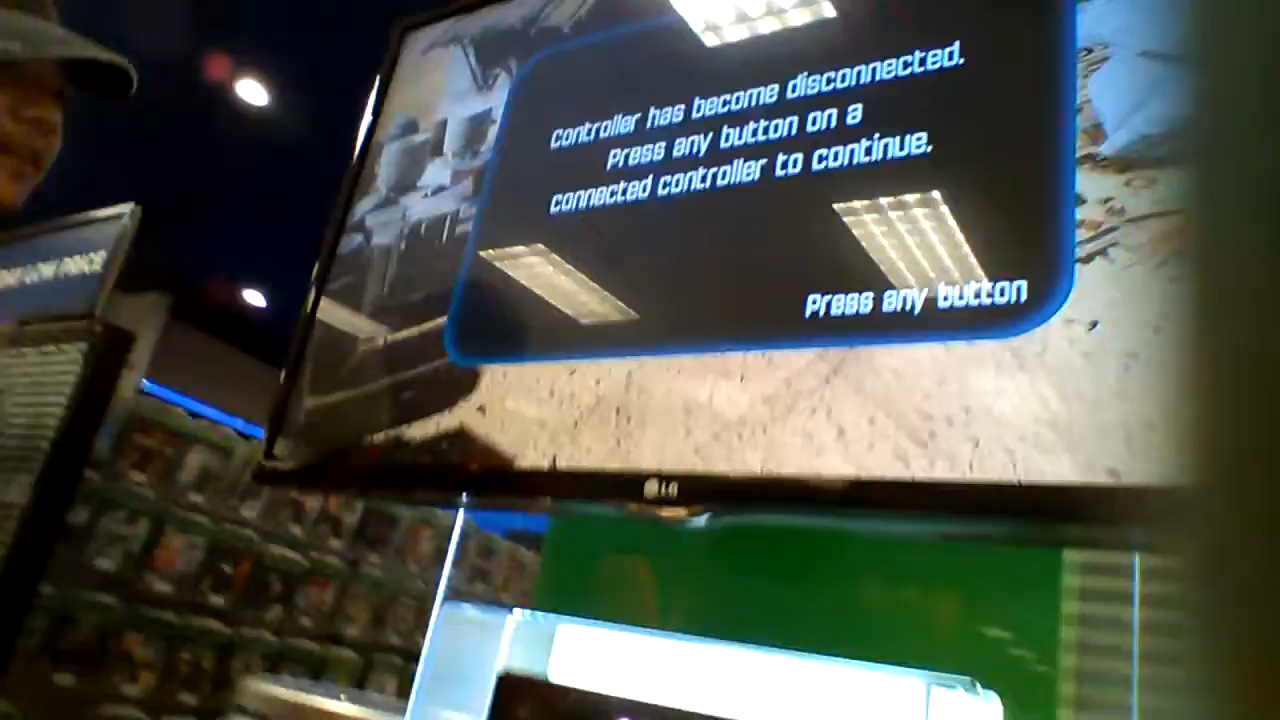 Controller has become disconnected.
Press any button on a
connected controller to continue.
Press any button
LG